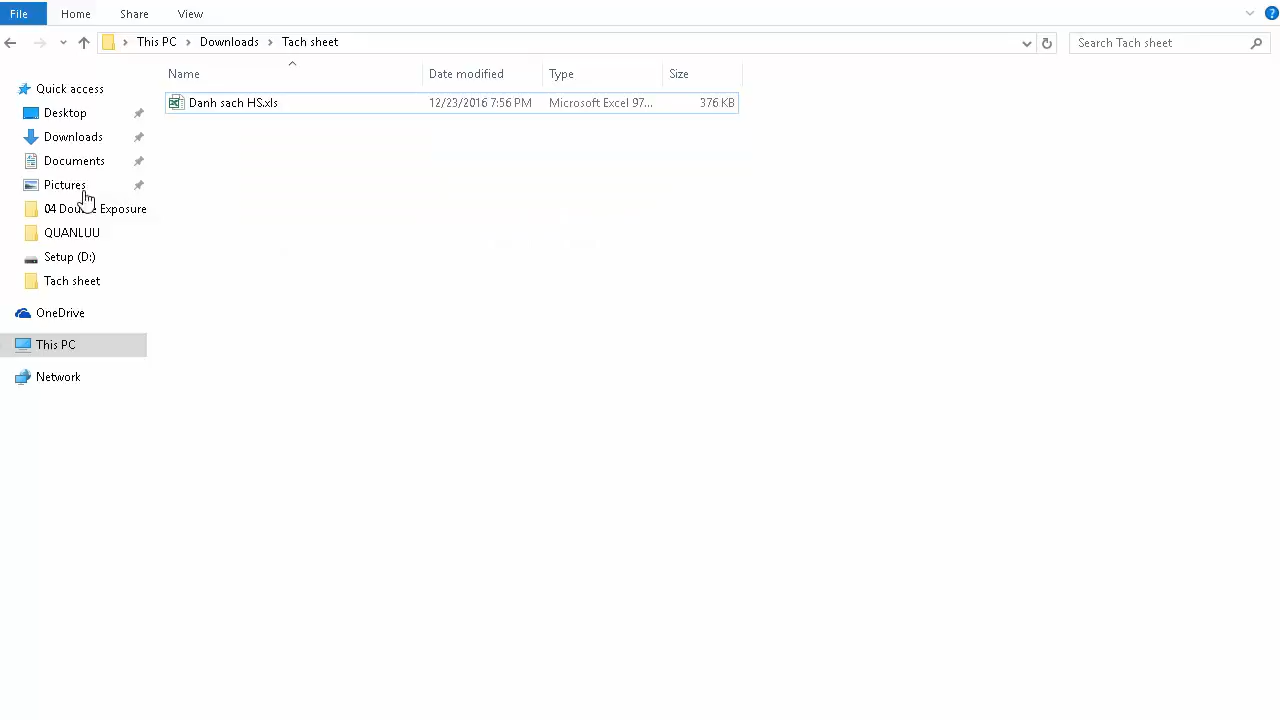 File Home Share View
This PC Downloads Tach sheet Search Tach sheet
Name Date modified Type Size
Danh sach HS.xls 12/23/2016 7:56 PM Microsoft Excel 97... 376 KB
Quick access
Desktop
Downloads
Documents
Pictures
04 Double Exposure
QUANLUU
Setup (D:)
Tach sheet
OneDrive
This PC
Network